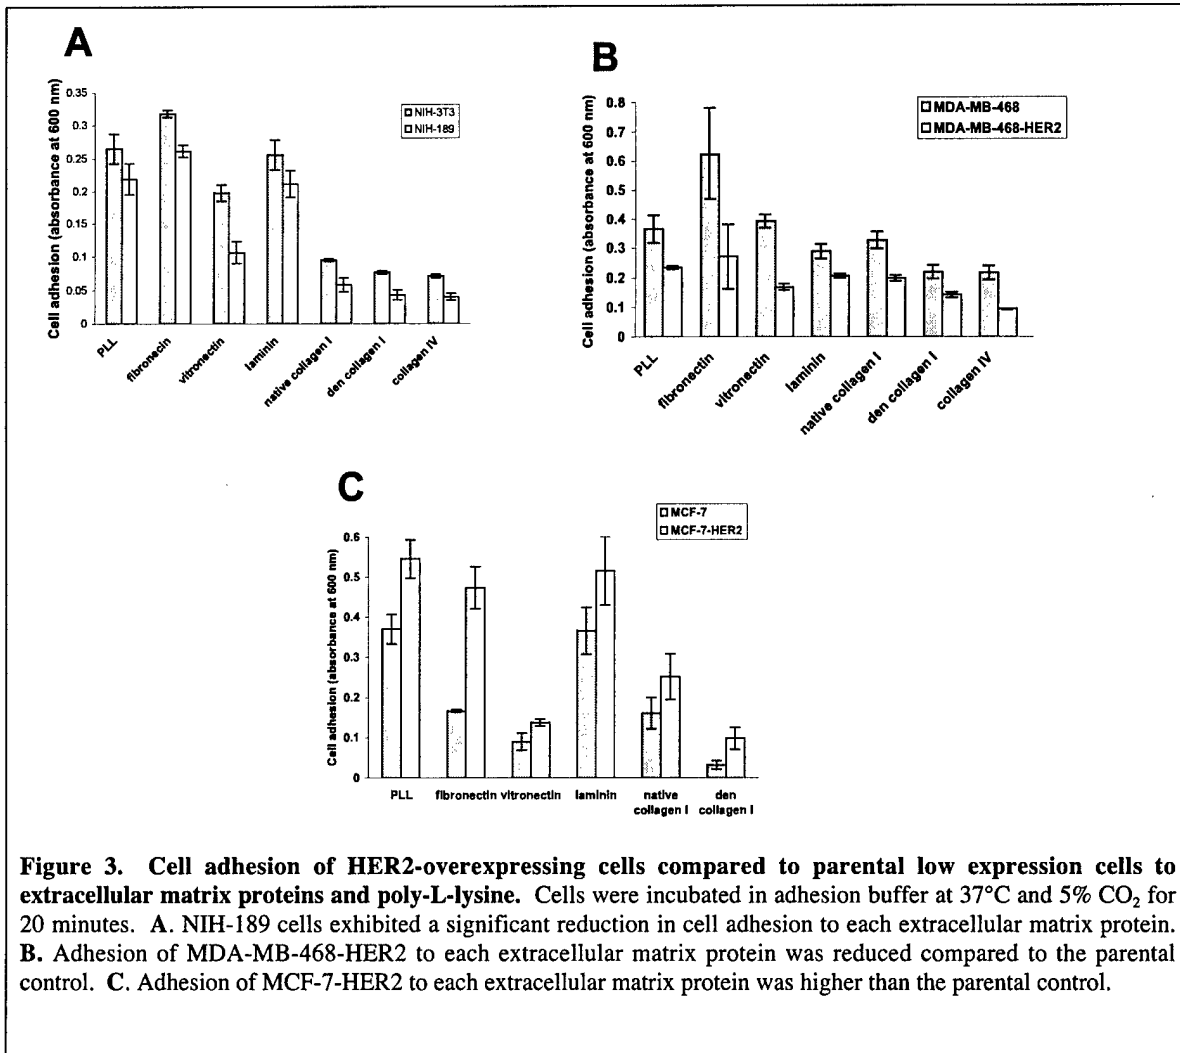 A
Cell adhesion (absorbance at 600 nm)
0.35
0.3
0.25
0.2
0.15
0.1
0.05
0
NIH-3T3
NIH-189
PLL
fibronecin
vitronectin
laminin
native collagen I
den collagen I
collagen IV
B
Cell adhesion (absorbance at 600 nm)
0.8
0.7
0.6
0.5
0.4
0.3
0.2
0.1
0
MDA-MB-468
MDA-MB-468-HER2
PLL
fibronectin
vitronectin
laminin
native collagen I
den collagen I
collagen IV
C
Cell adhesion (absorbance at 600 nm)
0.6
0.5
0.4
0.3
0.2
0.1
0
MCF-7
MCF-7-HER2
PLL
fibronectin
vitronectin
laminin
native
collagen I
den
collagen I
Figure 3. Cell adhesion of HER2-overexpressing cells compared to parental low expression cells to
extracellular matrix proteins and poly-L-lysine. Cells were incubated in adhesion buffer at 37°C and 5% CO₂ for
20 minutes. A. NIH-189 cells exhibited a significant reduction in cell adhesion to each extracellular matrix protein.
B. Adhesion of MDA-MB-468-HER2 to each extracellular matrix protein was reduced compared to the parental
control. C. Adhesion of MCF-7-HER2 to each extracellular matrix protein was higher than the parental control.